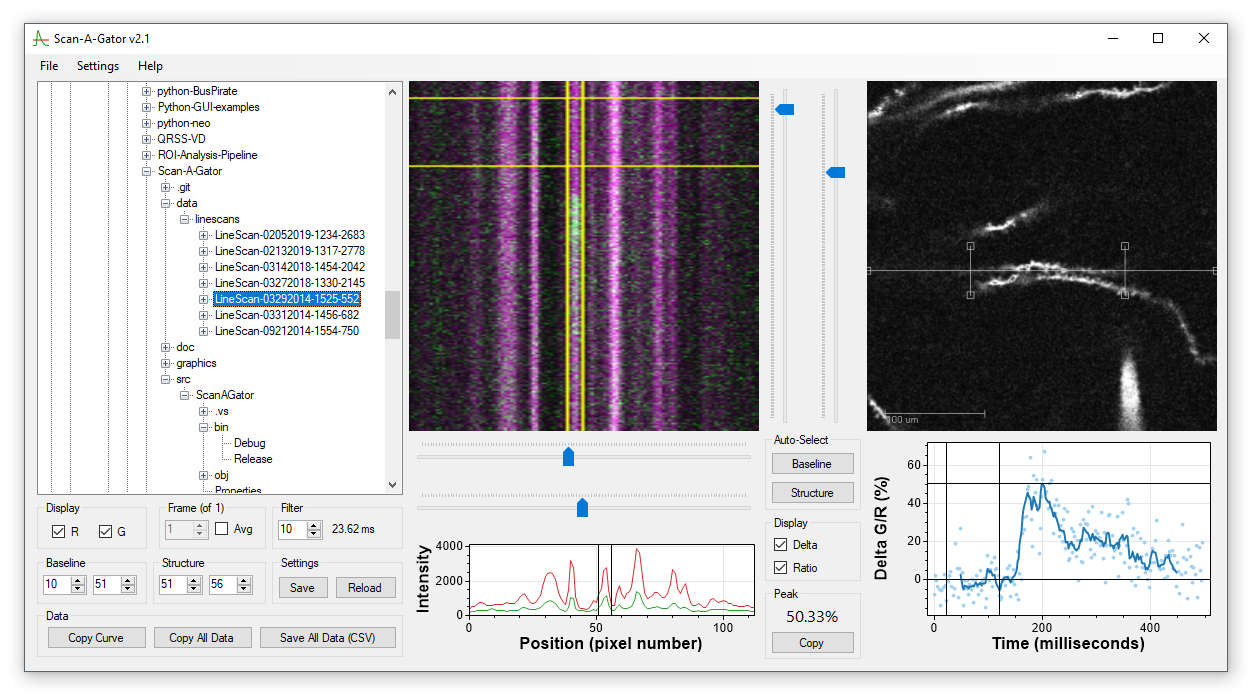 Scan-A-Gator v2.1
File Settings Help
python-BusPirate
Python-GUI-examples
python-neo
QRSS-VD
ROI-Analysis-Pipeline
Scan-A-Gator
.git
data
linescans
LineScan-02052019-1234-2683
LineScan-02132019-1317-2778
LineScan-03142018-1454-2042
LineScan-03272018-1330-2145
LineScan-03292014-1525-552
LineScan-03312014-1456-682
LineScan-09212014-1554-750
doc
graphics
src
ScanAGator
.vs
bin
Debug
Release
obj
Properties
Display
R G
Frame (of 1)
1 Avg
Filter
10 23.62 ms
Baseline
10 51
Structure
51 56
Settings
Save Reload
Data
Copy Curve Copy All Data Save All Data (CSV)
Intensity
4000
2000
0
0 50 100
Position (pixel number)
Auto-Select
Baseline
Structure
Display
Delta
Ratio
Peak
50.33%
Copy
100 um
Delta G/R (%)
60
40
20
0
0 200 400
Time (milliseconds)